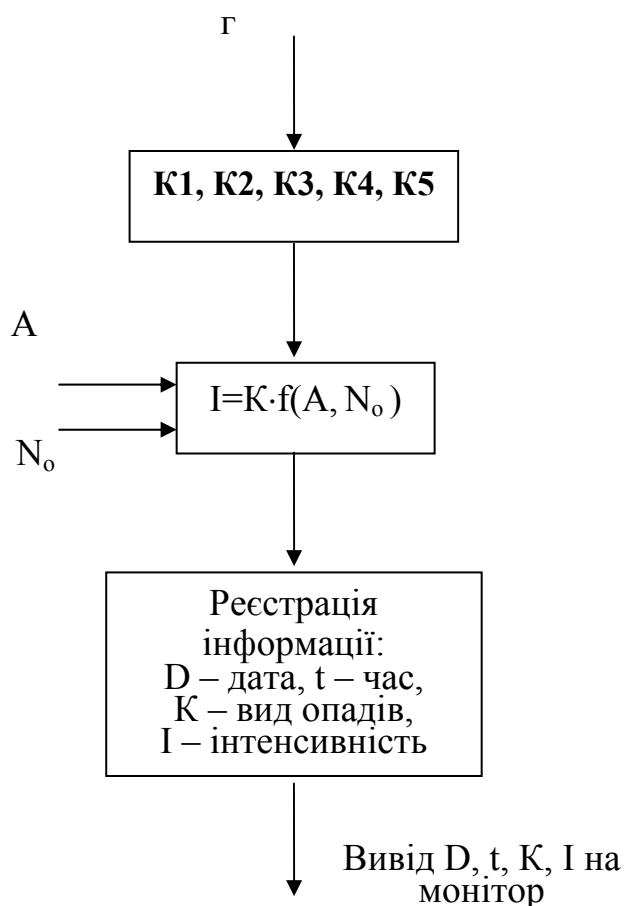 г
К1, К2, К3, К4, К5
А
I=К·f(A, Nₒ)
Nₒ
Реєстрація
інформації:
D – дата, t – час,
К – вид опадів,
I – інтенсивність
Вивід D, t, К, I на
монітор